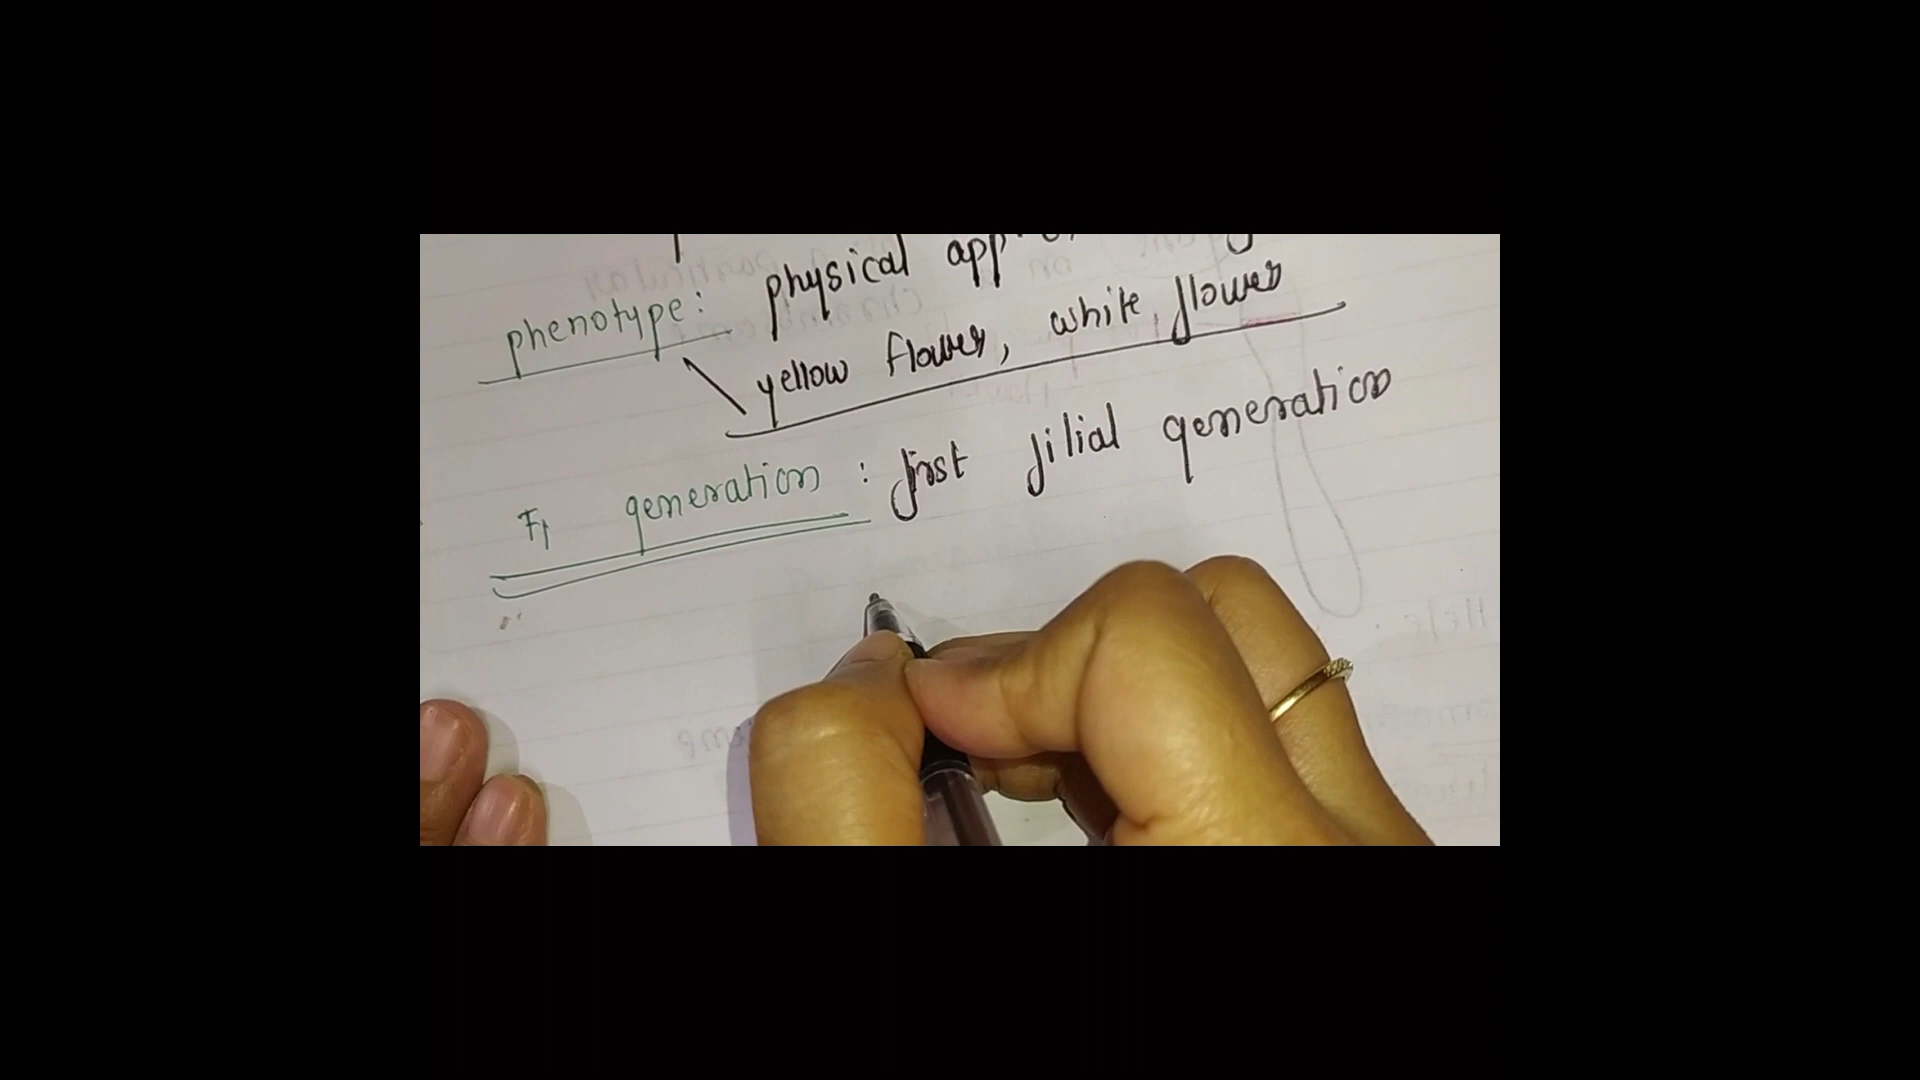 phenotype: physical
yellow flower, white flower
F1 generation : first filial generation